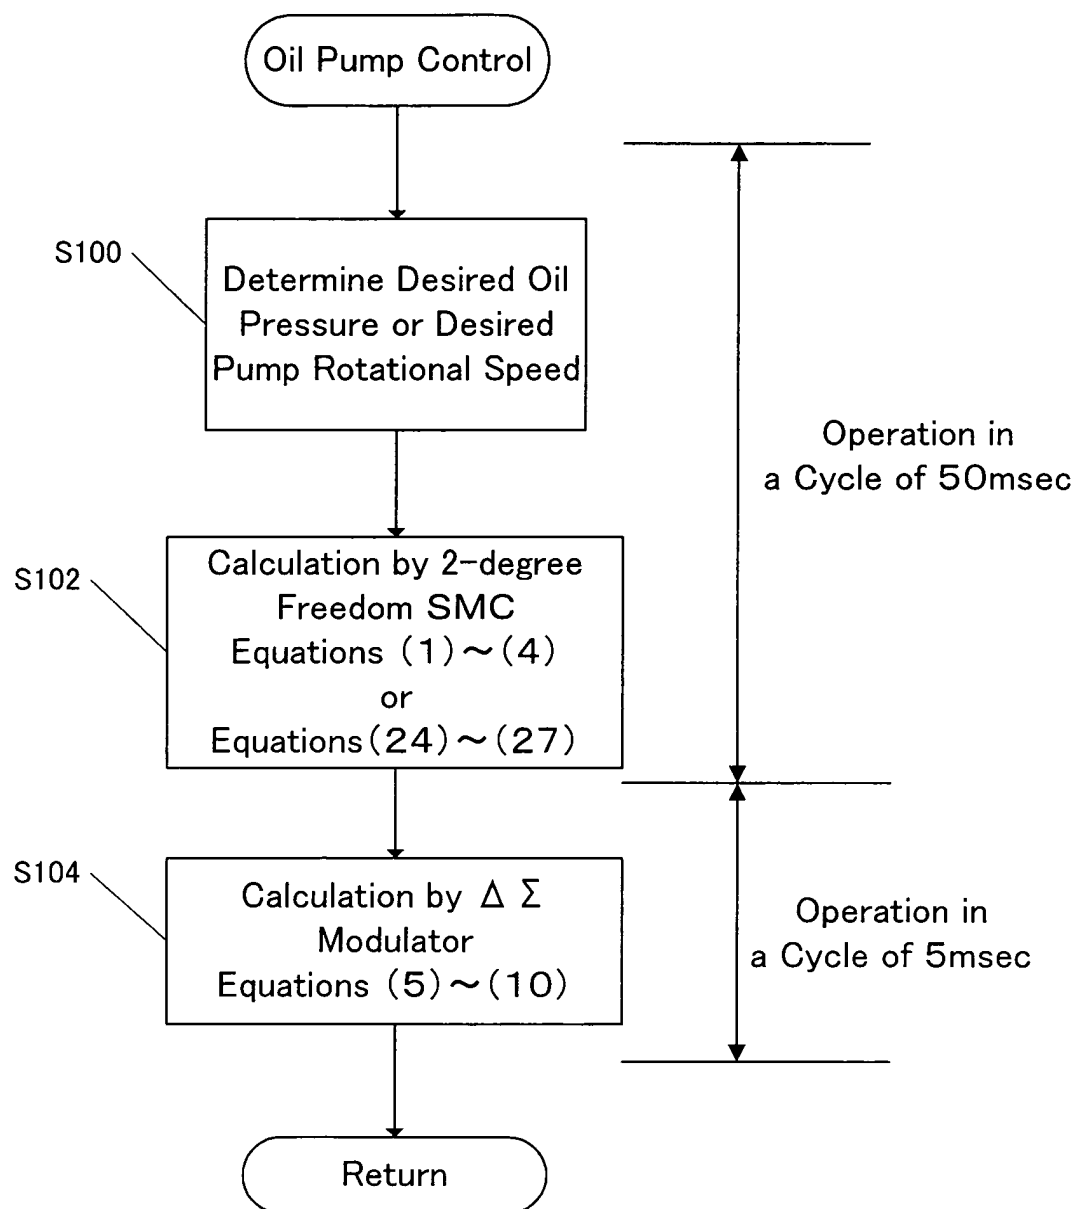 Oil Pump Control
S100
Determine Desired Oil
Pressure or Desired
Pump Rotational Speed
Operation in
a Cycle of 50msec
S102
Calculation by 2-degree
Freedom SMC
Equations (1)~(4)
or
Equations(24)~(27)
S104
Calculation by Δ Σ
Modulator
Equations (5)~(10)
Operation in
a Cycle of 5msec
Return